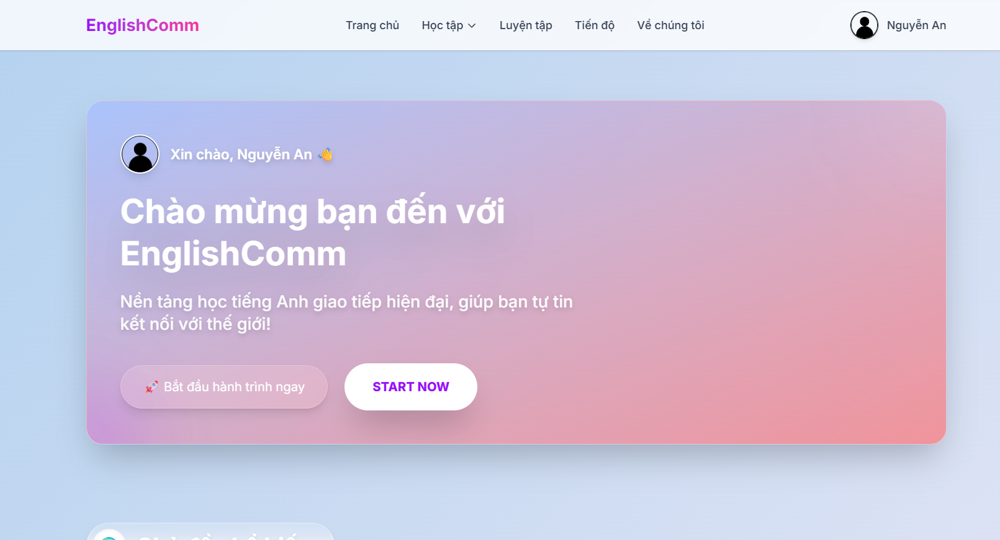 EnglishComm
Trang chủ
Học tập
Luyện tập
Tiến độ
Về chúng tôi
Nguyễn An
Xin chào, Nguyễn An 👋
Chào mừng bạn đến với
EnglishComm
Nền tảng học tiếng Anh giao tiếp hiện đại, giúp bạn tự tin
kết nối với thế giới!
🚀 Bắt đầu hành trình ngay
START NOW